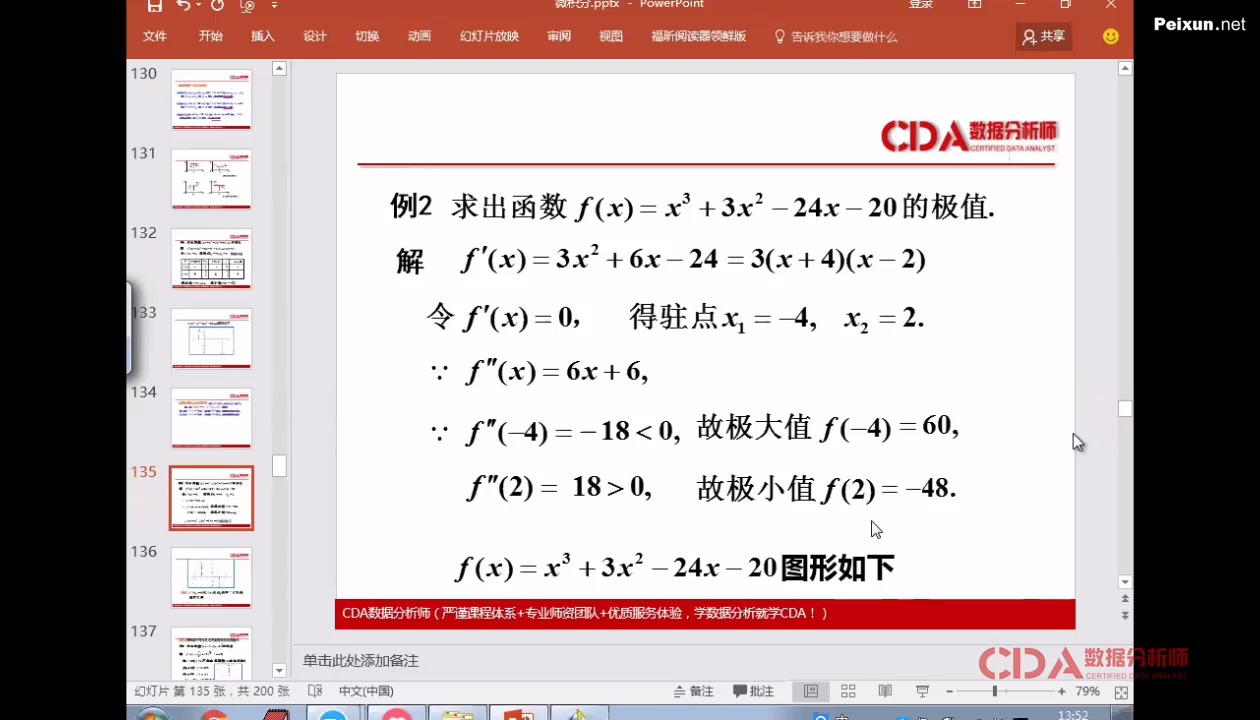 微积分.pptx - PowerPoint
登录
Peixun.net
文件 开始 插入 设计 切换 动画 幻灯片放映 审阅 视图 福昕阅读器领鲜版 告诉我你想要做什么 共享
130
131
132
133
134
135
136
137
CDA数据分析师
CERTIFIED DATA ANALYST
例2 求出函数 f(x) = x³ + 3x² − 24x − 20 的极值.
解 f′(x) = 3x² + 6x − 24 = 3(x + 4)(x − 2)
令 f′(x) = 0, 得驻点 x₁ = −4, x₂ = 2.
∵ f″(x) = 6x + 6,
∵ f″(−4) = −18 < 0, 故极大值 f(−4) = 60,
f″(2) = 18 > 0, 故极小值 f(2) = −48.
f(x) = x³ + 3x² − 24x − 20 图形如下
CDA数据分析师（严谨课程体系+专业师资团队+优质服务体验，学数据分析就学CDA！）
单击此处添加备注
CDA数据分析师
CERTIFIED DATA ANALYST
幻灯片 第 135 张，共 200 张 中文(中国) 备注 批注 79%
13:52